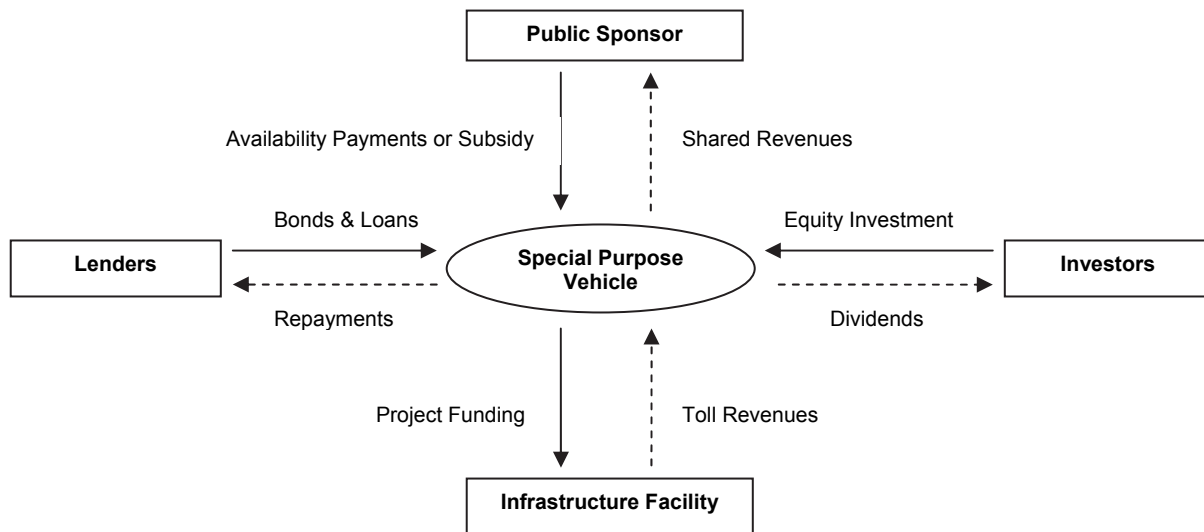 Public Sponsor
Availability Payments or Subsidy
Shared Revenues
Bonds & Loans
Equity Investment
Lenders
Special Purpose
Vehicle
Investors
Repayments
Dividends
Project Funding
Toll Revenues
Infrastructure Facility